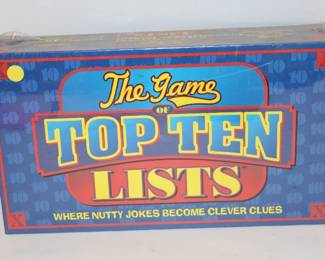 The Game
OF
TOP TEN
LISTS
WHERE NUTTY JOKES BECOME CLEVER CLUES
X
X